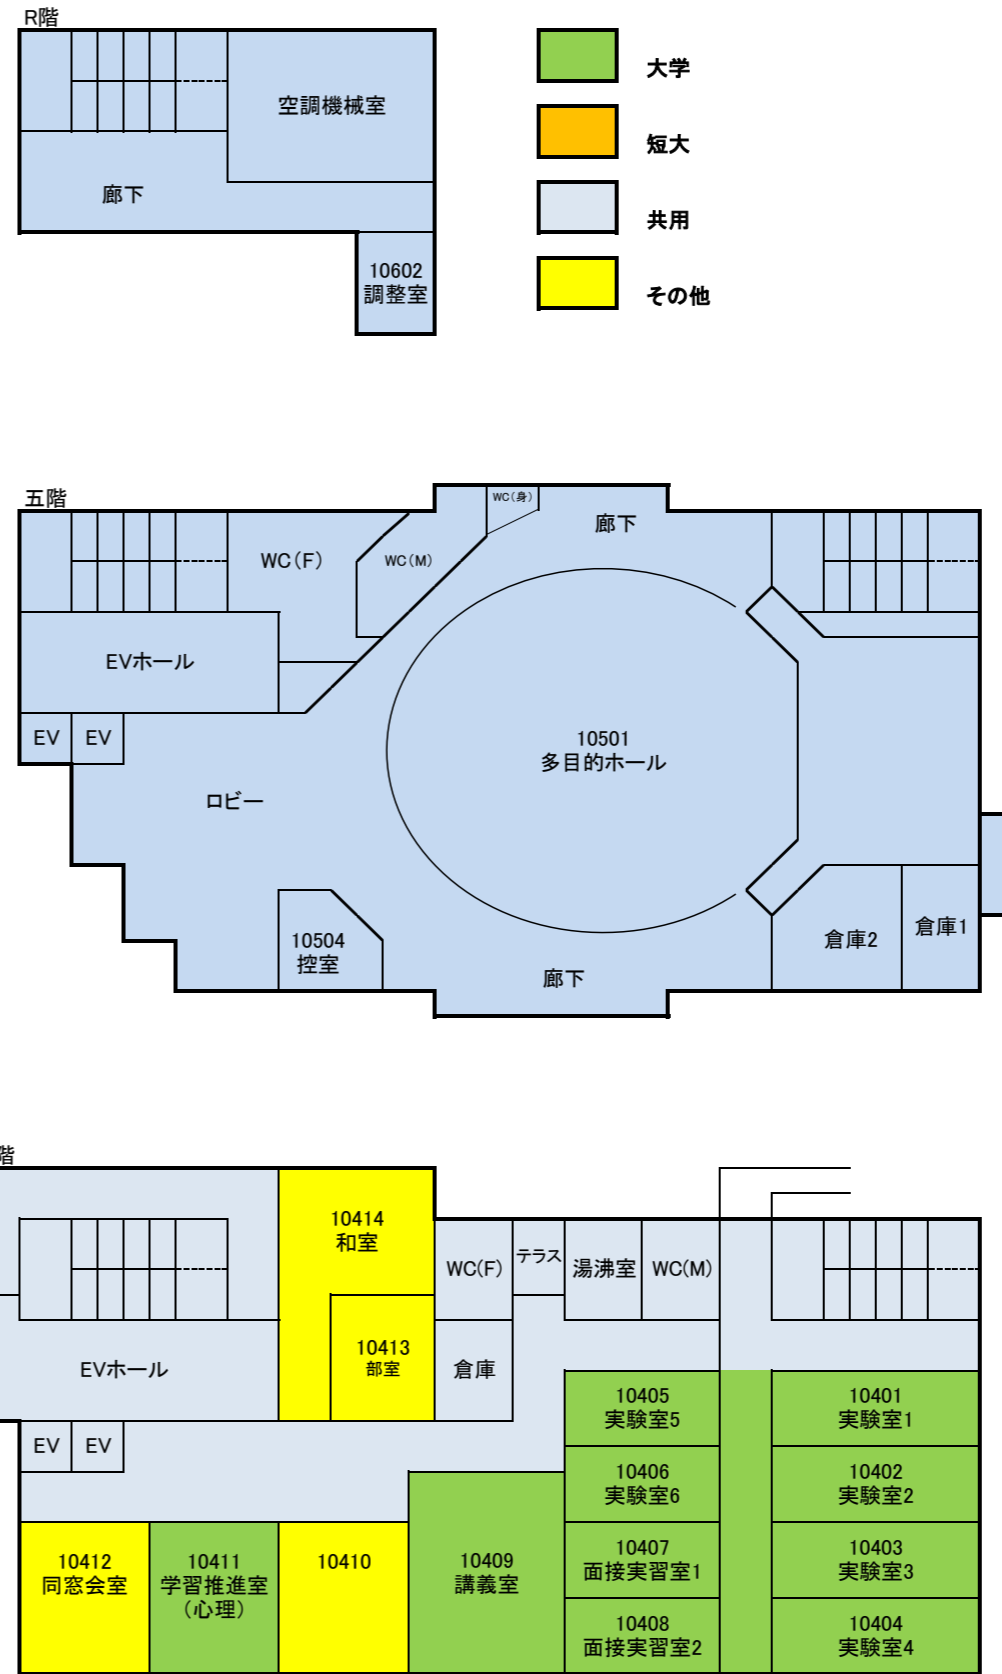 R階
空調機械室
廊下
10602
調整室
大学
短大
共用
その他
五階
WC(F)
WC(M)
WC(身)
廊下
EVホール
EV
EV
ロビー
10501
多目的ホール
10504
控室
廊下
倉庫2
倉庫1
階
10414
和室
WC(F)
テラス
湯沸室
WC(M)
EVホール
10413
部室
倉庫
EV
EV
10405
実験室5
10401
実験室1
10406
実験室6
10402
実験室2
10412
同窓会室
10411
学習推進室
(心理)
10410
10409
講義室
10407
面接実習室1
10403
実験室3
10408
面接実習室2
10404
実験室4